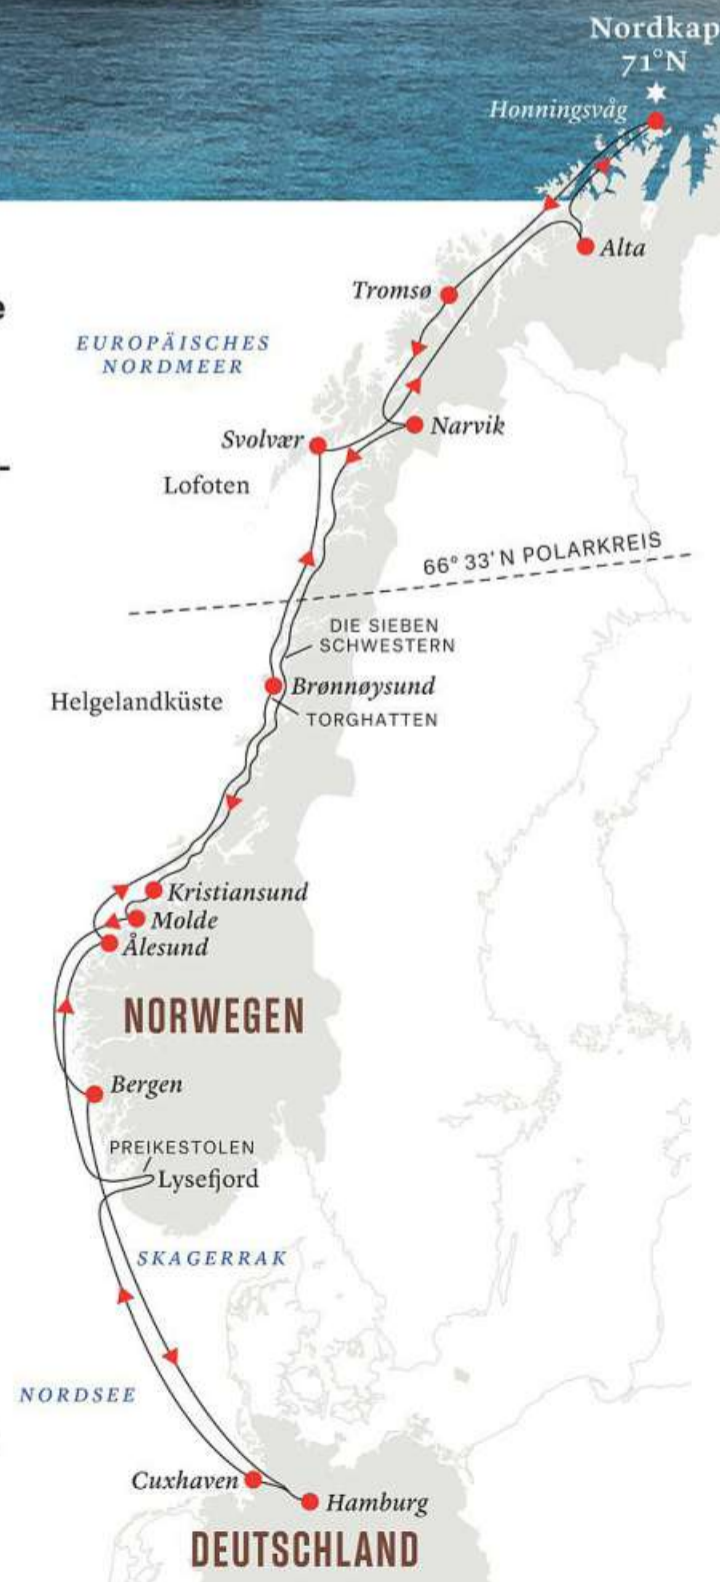 Nordkap
71°N
Honningsvåg
Alta
Tromsø
e
EUROPÄISCHES
NORDMEER
Narvik
Svolvær
-
Lofoten
66° 33' N POLARKREIS
DIE SIEBEN
SCHWESTERN
Brønnøysund
Helgelandküste
TORGHATTEN
Kristiansund
Molde
Ålesund
NORWEGEN
Bergen
PREIKESTOLEN
Lysefjord
SKAGERRAK
NORDSEE
Cuxhaven
Hamburg
DEUTSCHLAND